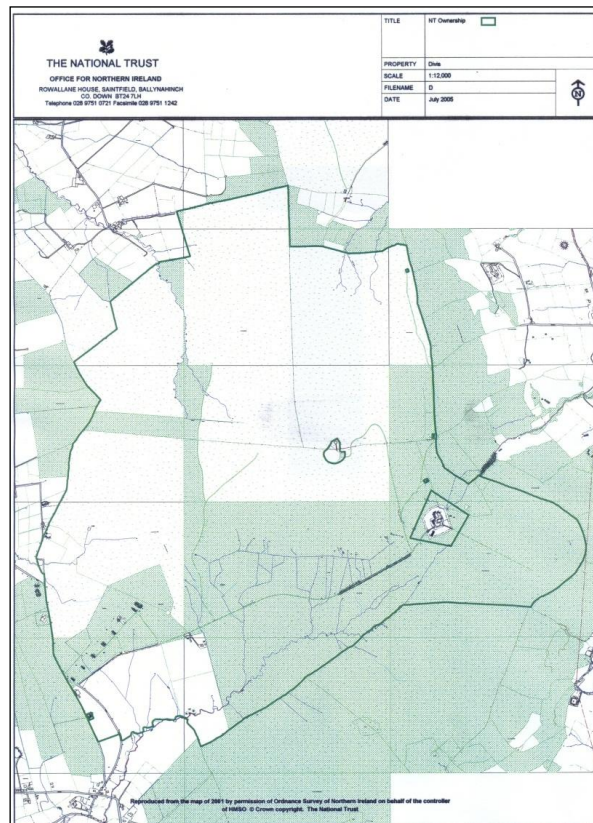 THE NATIONAL TRUST
OFFICE FOR NORTHERN IRELAND
ROWALLANE HOUSE, SAINTFIELD, BALLYNAHINCH
CO. DOWN BT24 7LH
Telephone 028 9751 0721 Facsimile 028 9751 1242
TITLE NT Ownership
PROPERTY Divis
SCALE 1:12,000
FILENAME D
DATE July 2005
N
Reproduced from the map of 2001 by permission of Ordnance Survey of Northern Ireland on behalf of the controller
of HMSO © Crown copyright. The National Trust